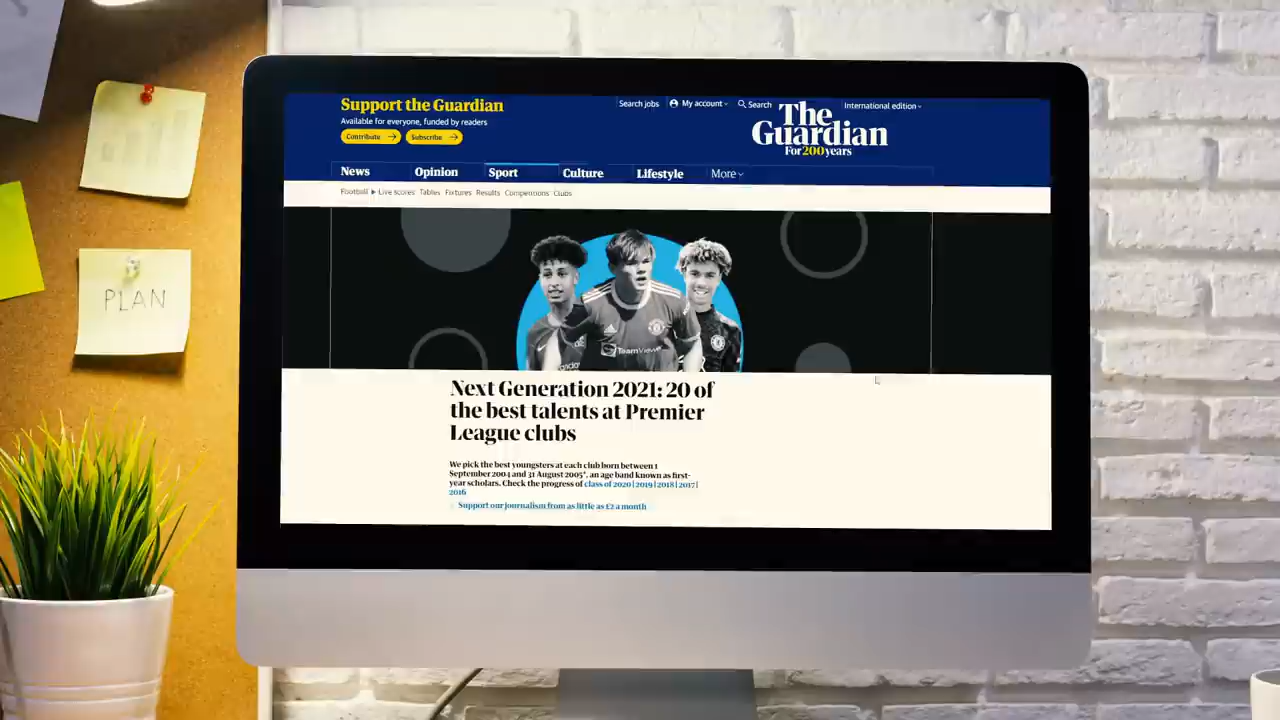 PLAN
Support the Guardian
Available for everyone, funded by readers
Contribute
Subscribe
Search jobs
My account
Search
International edition
The
Guardian
For 200 years
News
Opinion
Sport
Culture
Lifestyle
More
Football
Live scores
Tables
Fixtures
Results
Competitions
Clubs
TeamView
Next Generation 2021: 20 of
the best talents at Premier
League clubs
We pick the best youngsters at each club born between 1
September 2004 and 31 August 2005*, an age band known as first-
year scholars. Check the progress of class of 2020 | 2019 | 2018 | 2017 |
2016
Support our journalism from as little as £2 a month